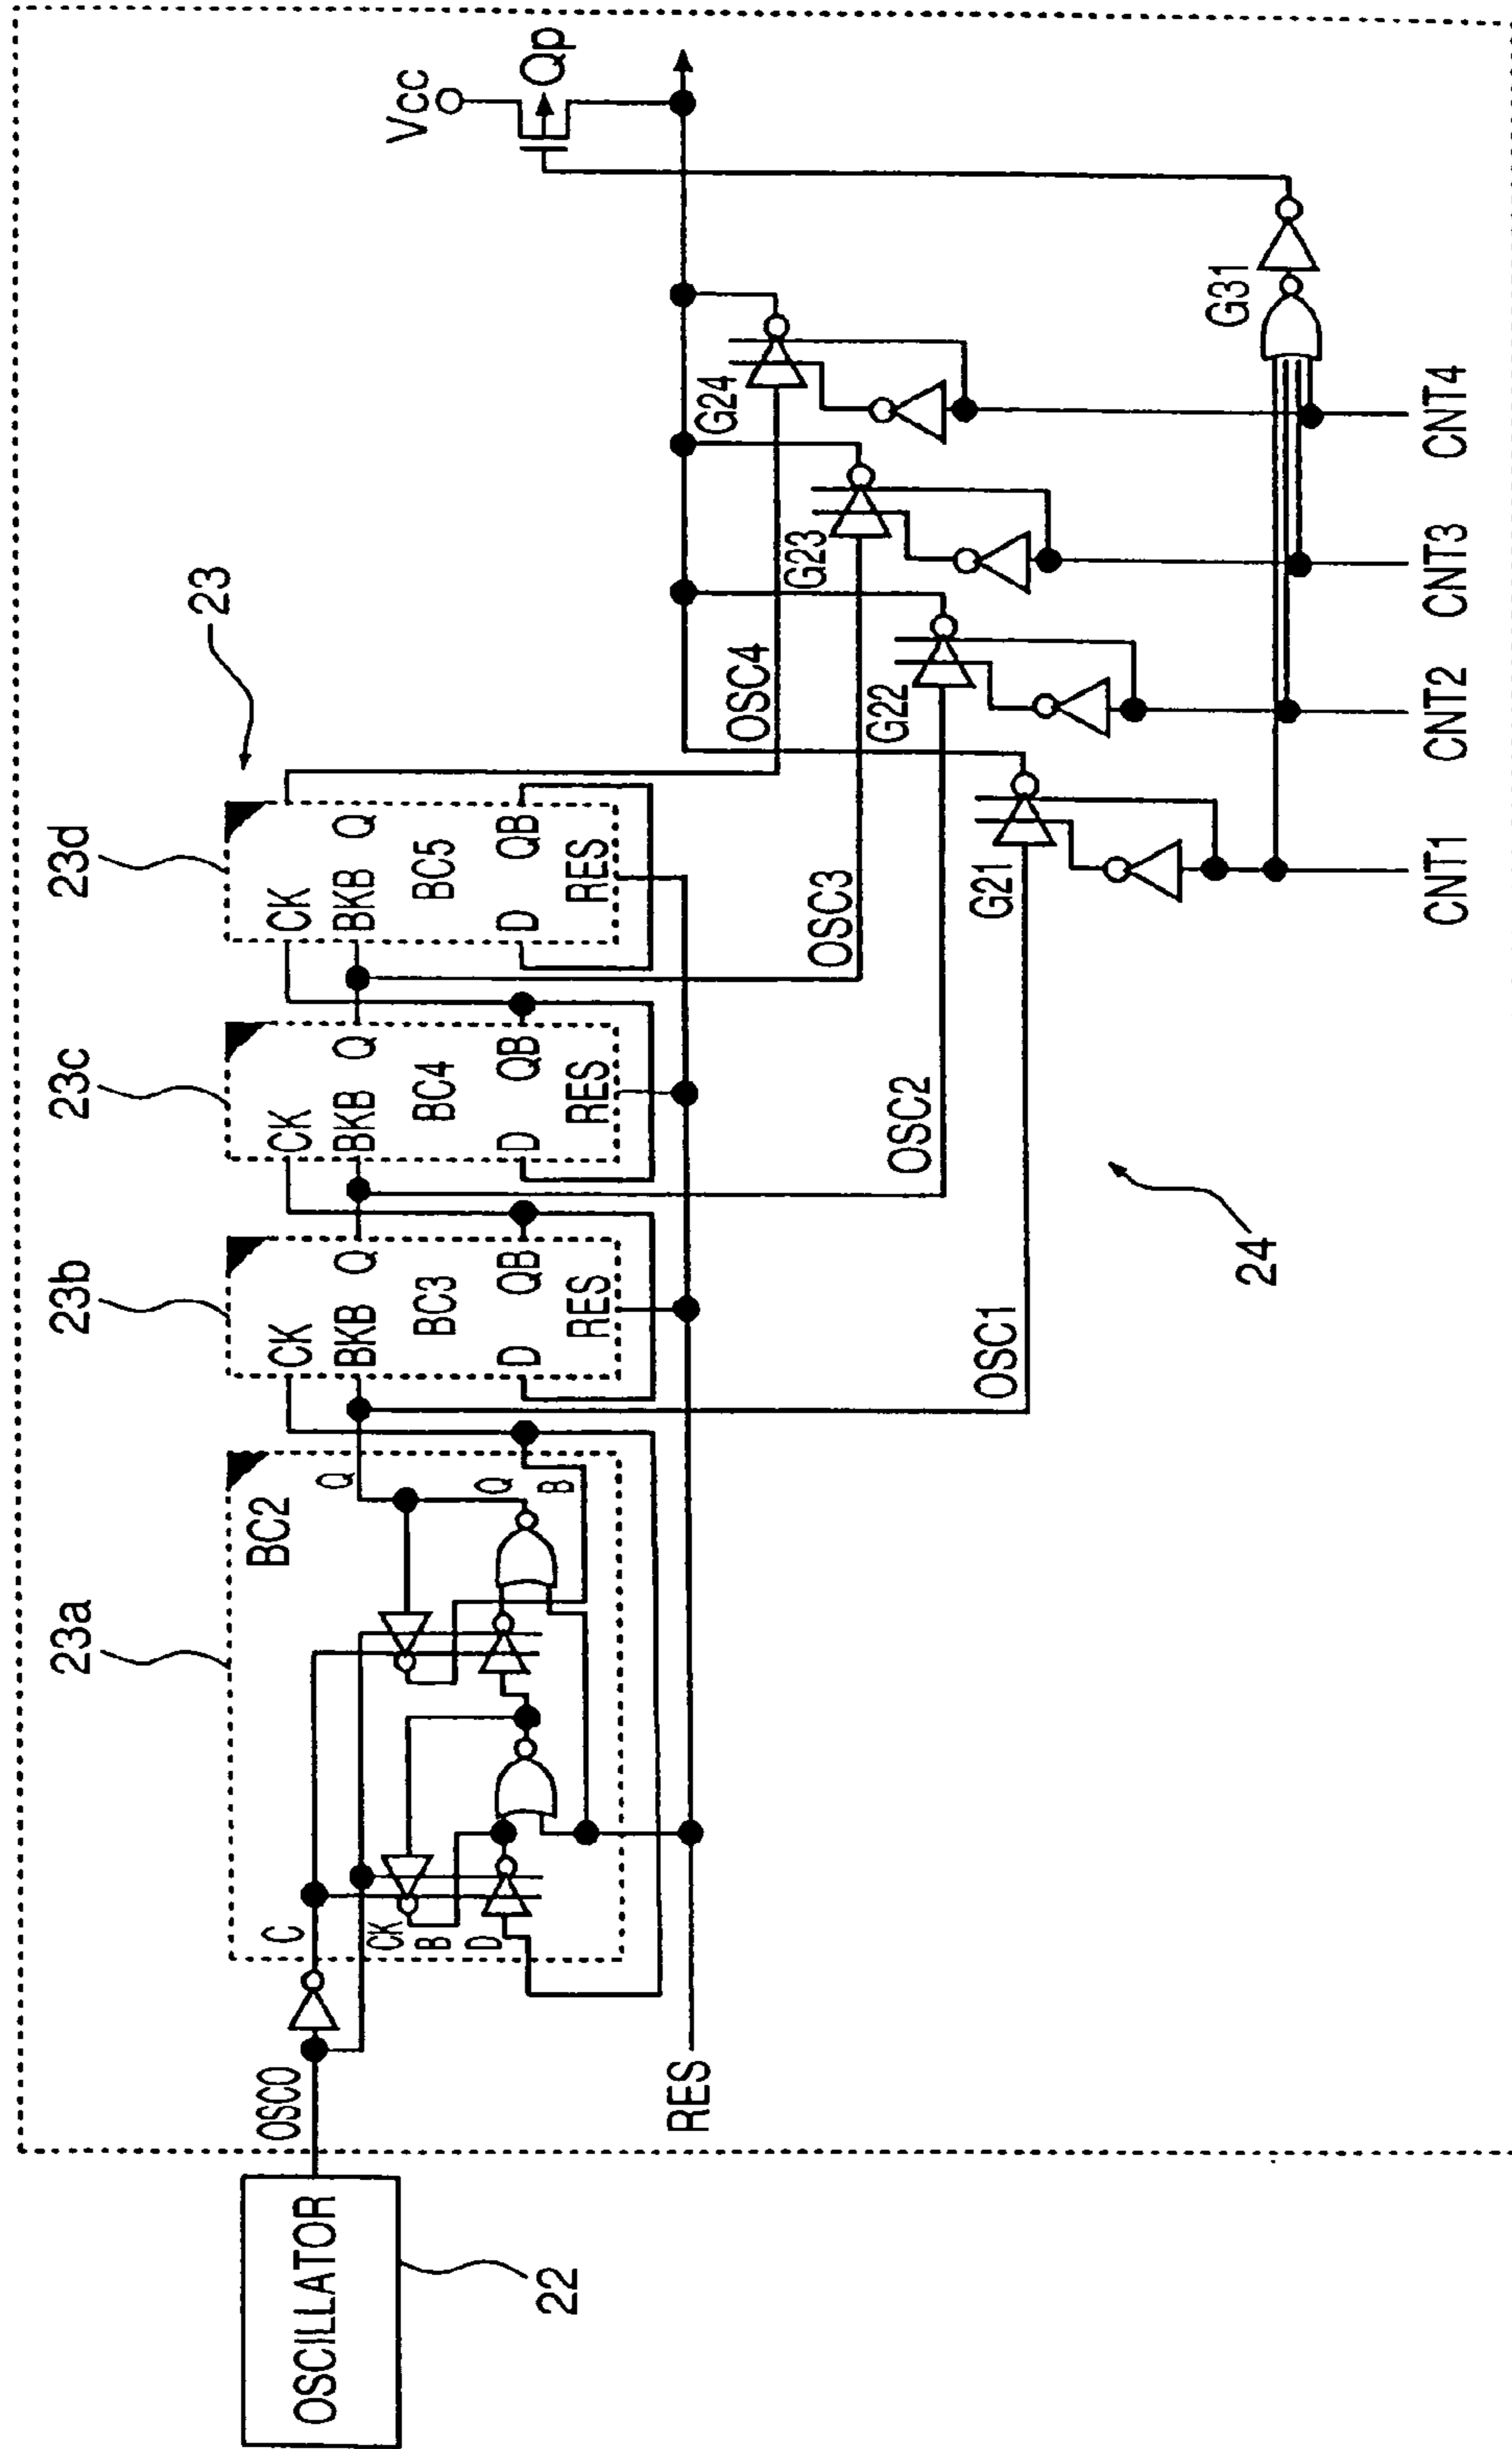 23a
23b
23c
23d
23
BC2
C
CK
B
D
Q
Q
B
CK
BKB
Q
BC3
D
QB
RES
CK
BKB
Q
BC4
D
QB
RES
CK
BKB
Q
BC5
D
QB
RES
OSCILLATOR
22
OSC0
RES
OSC1
OSC2
OSC3
OSC4
Vcc
Qp
G21
G22
G23
G24
G31
24
CNT1
CNT2
CNT3
CNT4